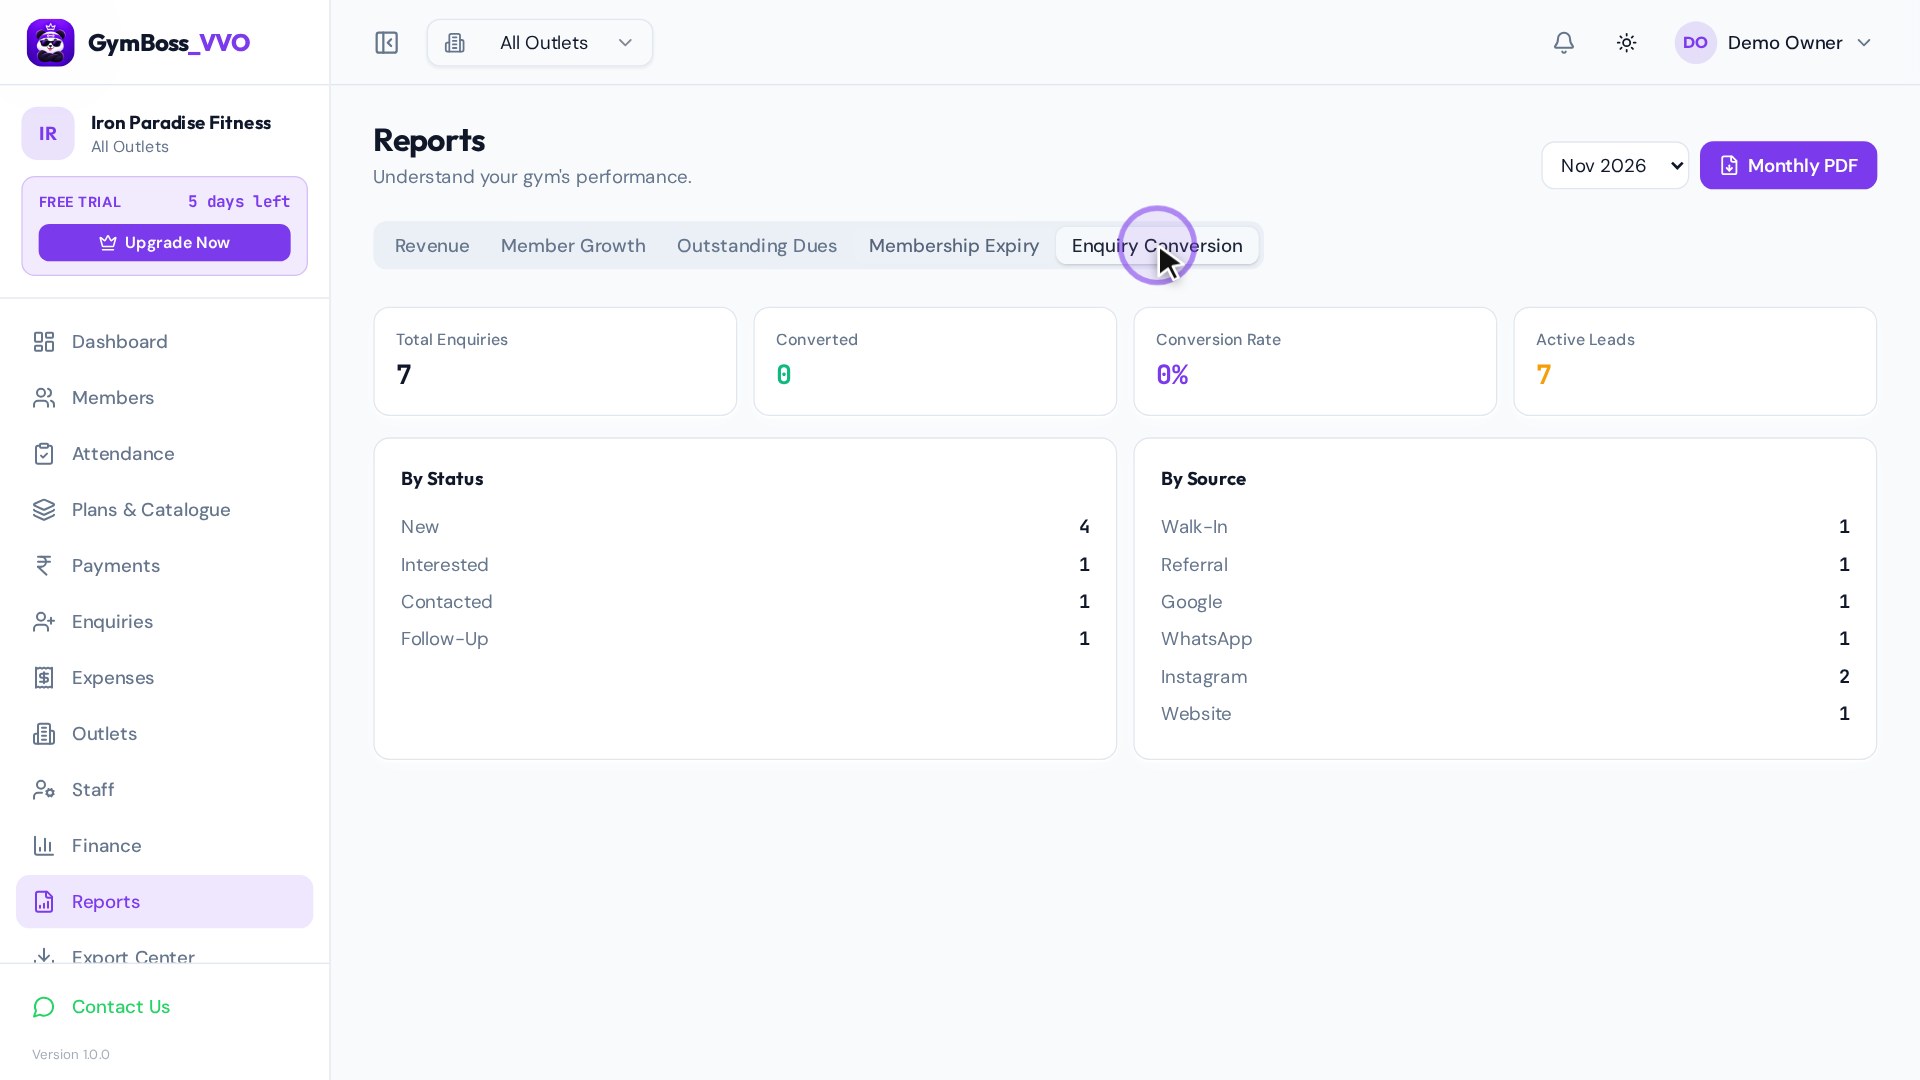 GymBoss_VVO
All Outlets
DO
Demo Owner
IR
Iron Paradise Fitness
All Outlets
FREE TRIAL
5 days left
Upgrade Now
Dashboard
Members
Attendance
Plans & Catalogue
Payments
Enquiries
Expenses
Outlets
Staff
Finance
Reports
Export Center
Contact Us
Version 1.0.0
Reports
Understand your gym's performance.
Nov 2026
Monthly PDF
Revenue
Member Growth
Outstanding Dues
Membership Expiry
Enquiry Conversion
Total Enquiries
7
Converted
0
Conversion Rate
0%
Active Leads
7
By Status
New 4
Interested 1
Contacted 1
Follow-Up 1
By Source
Walk-In 1
Referral 1
Google 1
WhatsApp 1
Instagram 2
Website 1